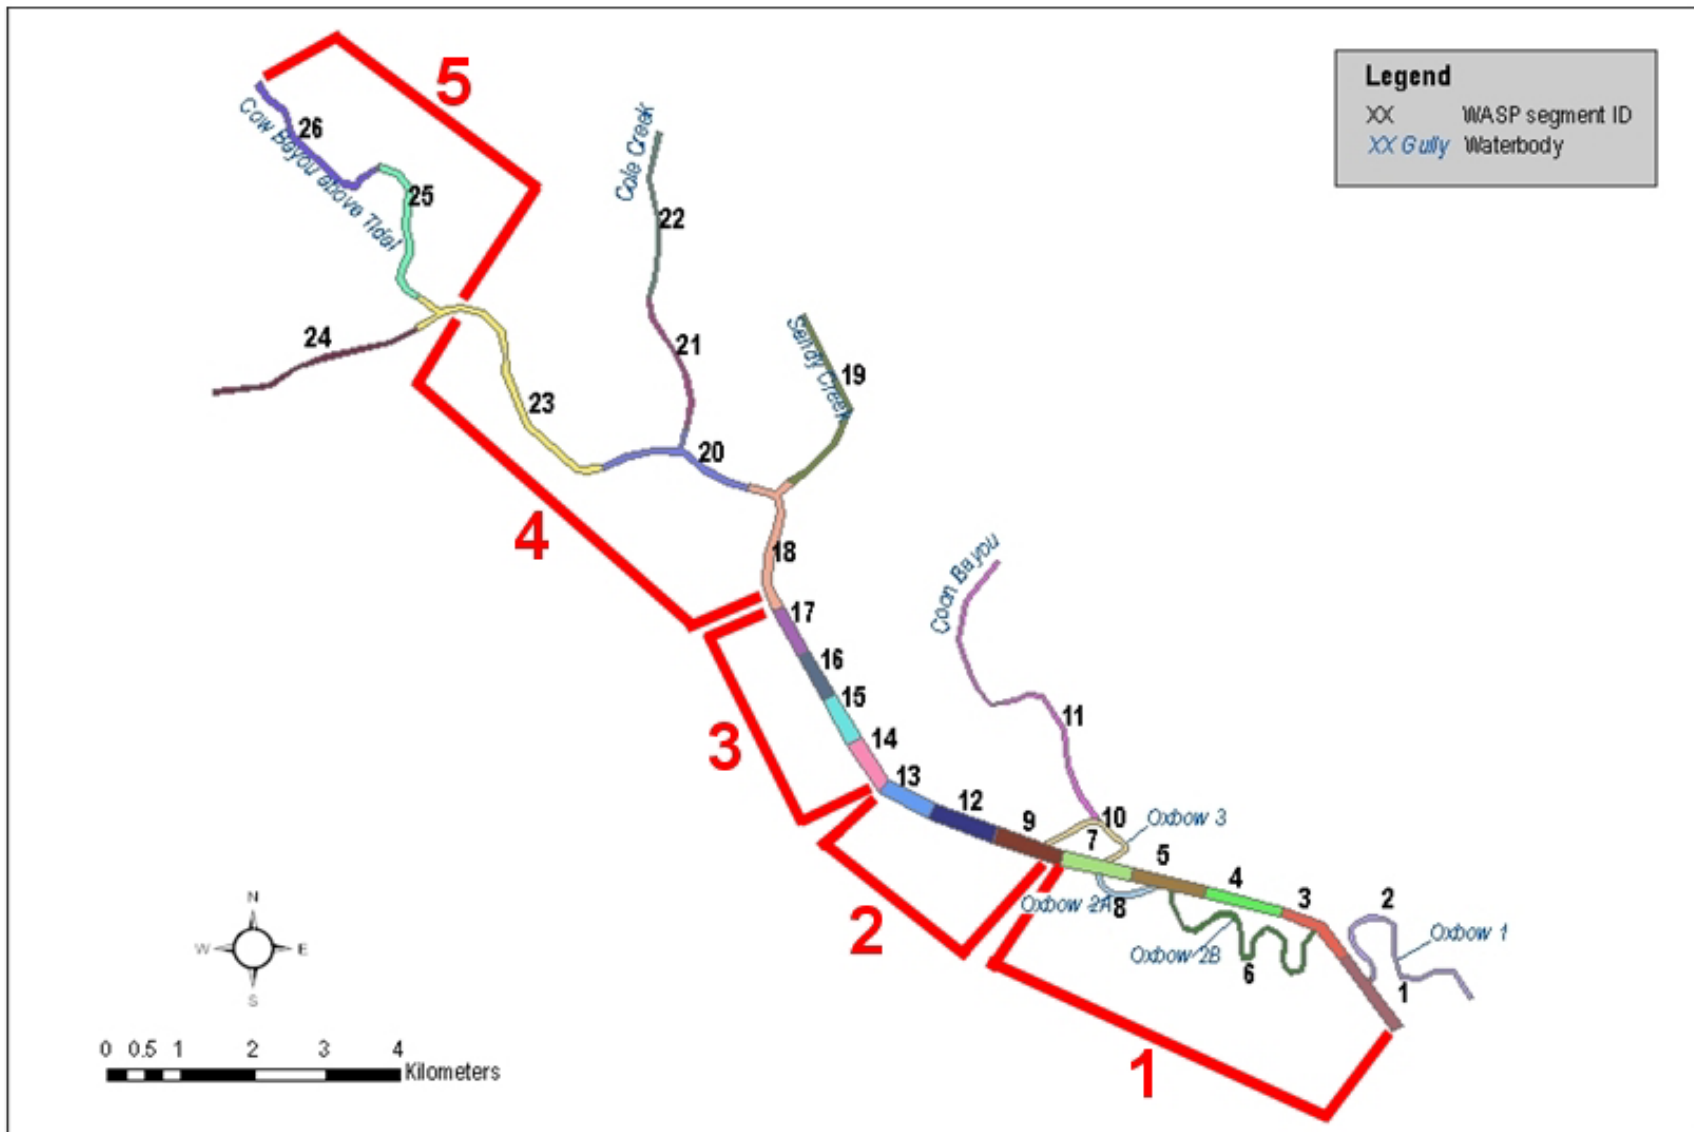 Legend
XX WASP segment ID
XX Gully Waterbody
5
Cow Bayou above Tidal
26
25
Cole Creek
22
24
21
Sandy Creek
19
23
20
4
18
Coon Bayou
17
16
15
11
3
14
13
12
10
Oxbow 3
9
7
5
4
3
2
Oxbow 2A
8
Oxbow 1
2
Oxbow 2B
6
1
1
N
W E
S
0 0.5 1 2 3 4
Kilometers